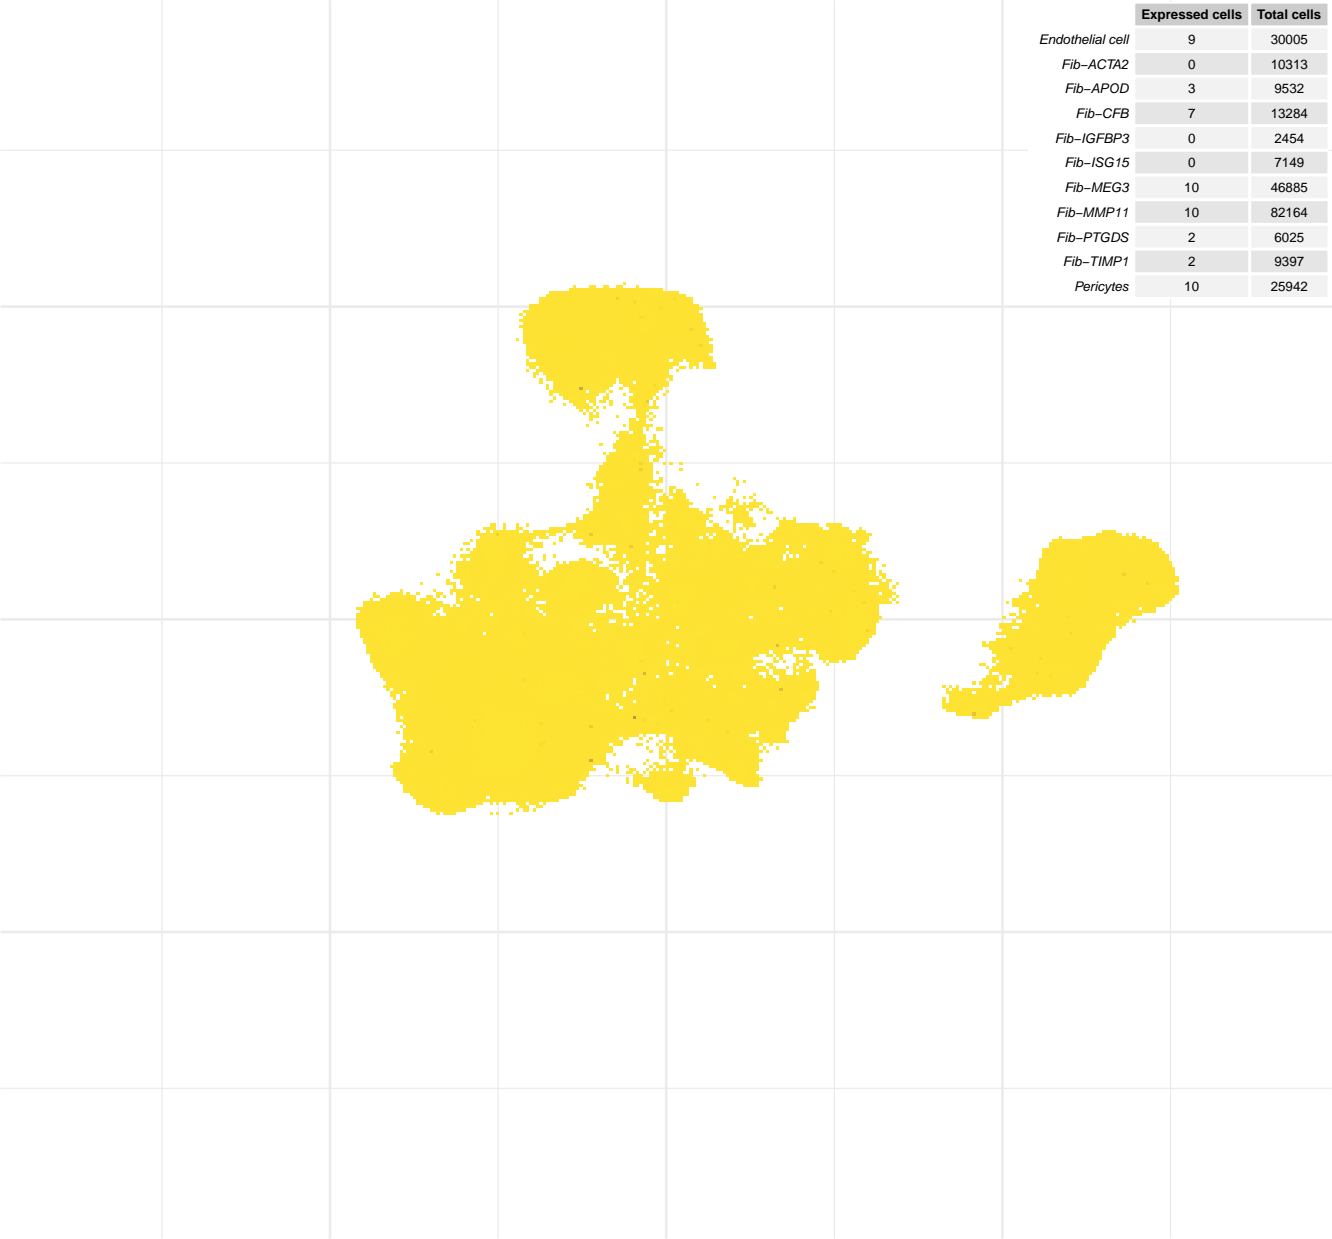 Expressed cells Total cells
Endothelial cell 9 30005
Fib−ACTA2 0 10313
Fib−APOD 3 9532
Fib−CFB 7 13284
Fib−IGFBP3 0 2454
Fib−ISG15 0 7149
Fib−MEG3 10 46885
Fib−MMP11 10 82164
Fib−PTGDS 2 6025
Fib−TIMP1 2 9397
Pericytes 10 25942